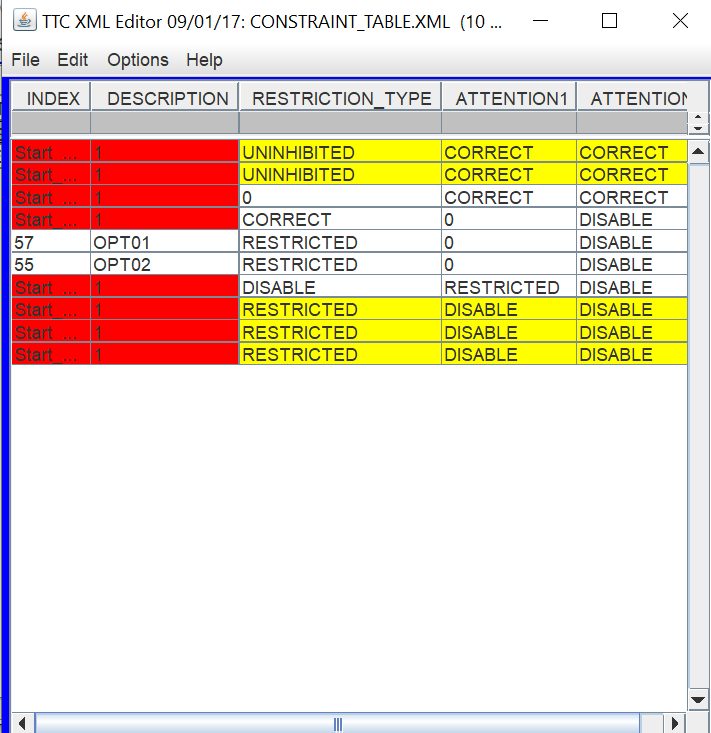 TTC XML Editor 09/01/17: CONSTRAINT_TABLE.XML (10 ...
File Edit Options Help
INDEX DESCRIPTION RESTRICTION_TYPE ATTENTION1 ATTENTION
Start_... 1 UNINHIBITED CORRECT CORRECT
Start_... 1 UNINHIBITED CORRECT CORRECT
Start_... 1 0 CORRECT CORRECT
Start_... 1 CORRECT 0 DISABLE
57 OPT01 RESTRICTED 0 DISABLE
55 OPT02 RESTRICTED 0 DISABLE
Start_... 1 DISABLE RESTRICTED DISABLE
Start_... 1 RESTRICTED DISABLE DISABLE
Start_... 1 RESTRICTED DISABLE DISABLE
Start_... 1 RESTRICTED DISABLE DISABLE